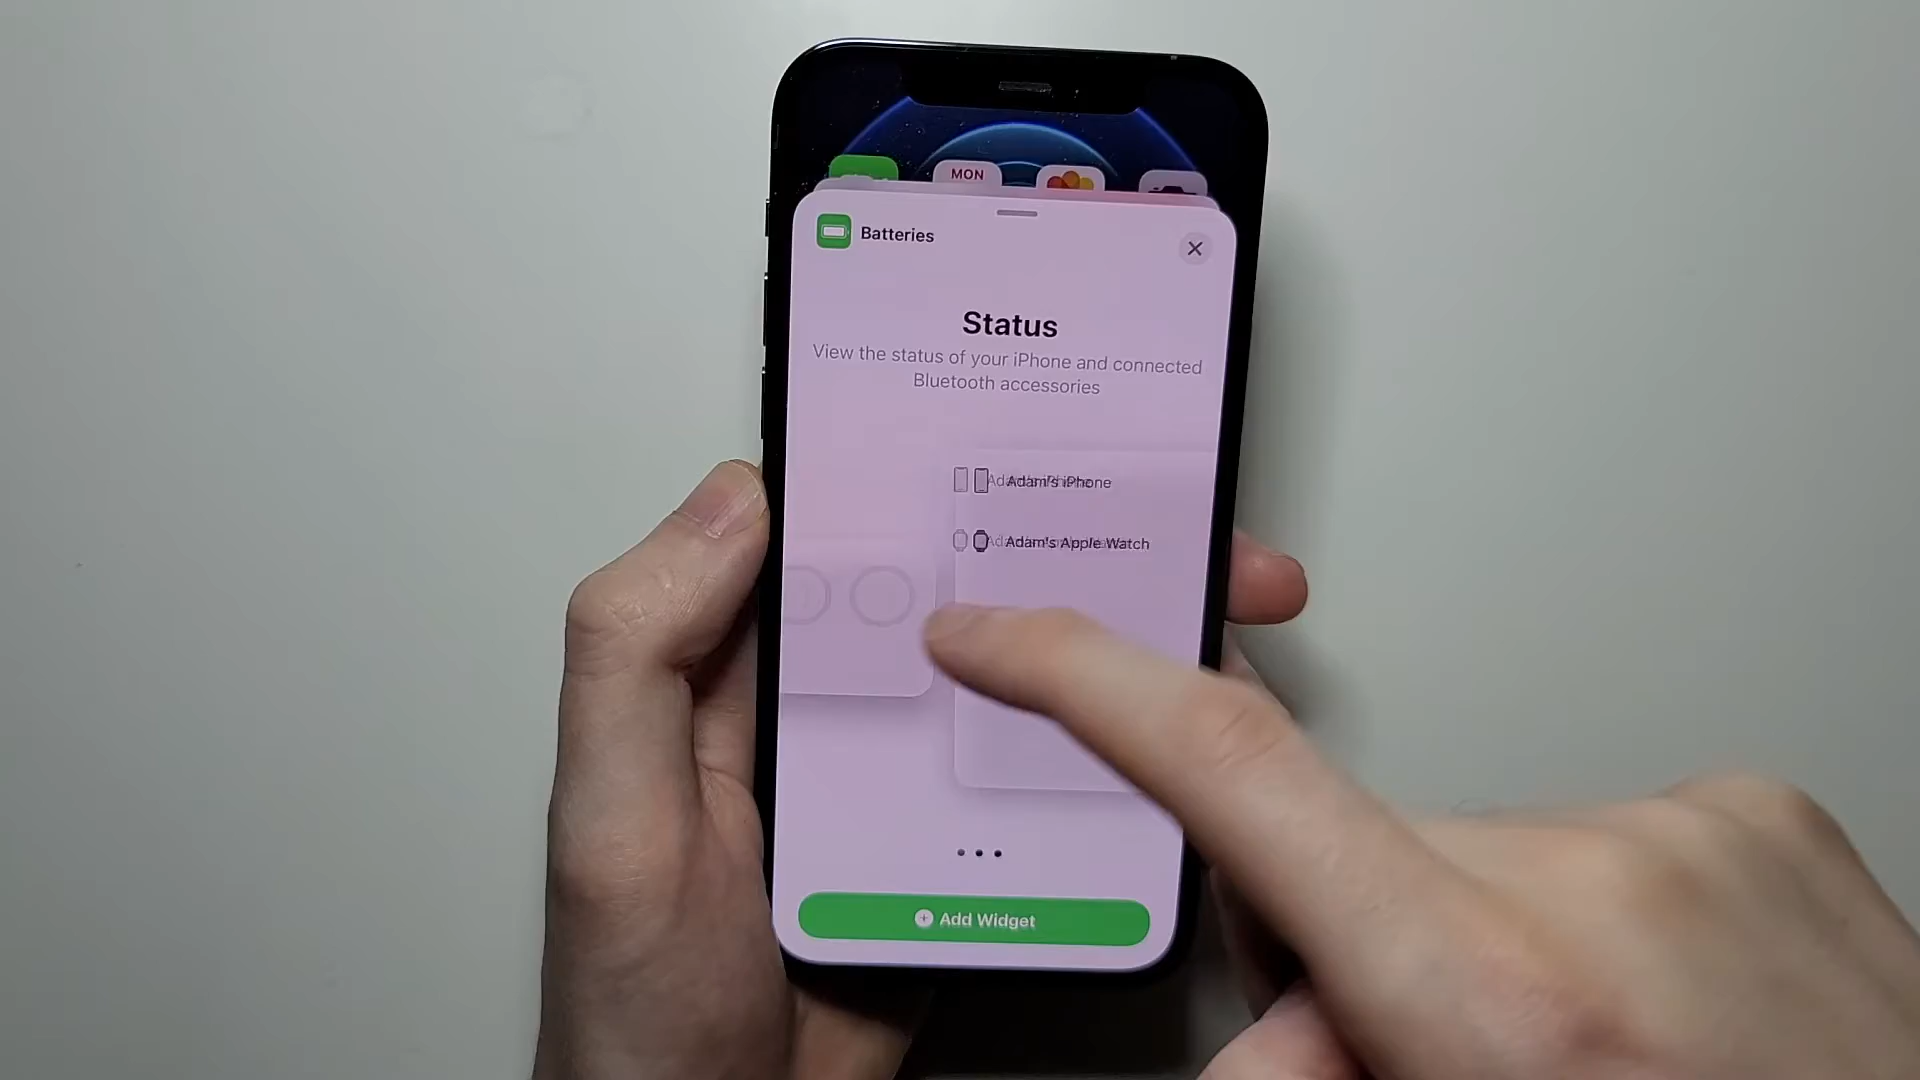 MON
Batteries
Status
View the status of your iPhone and connected
Bluetooth accessories
Adam's iPhone
Adam's Apple Watch
Add Widget